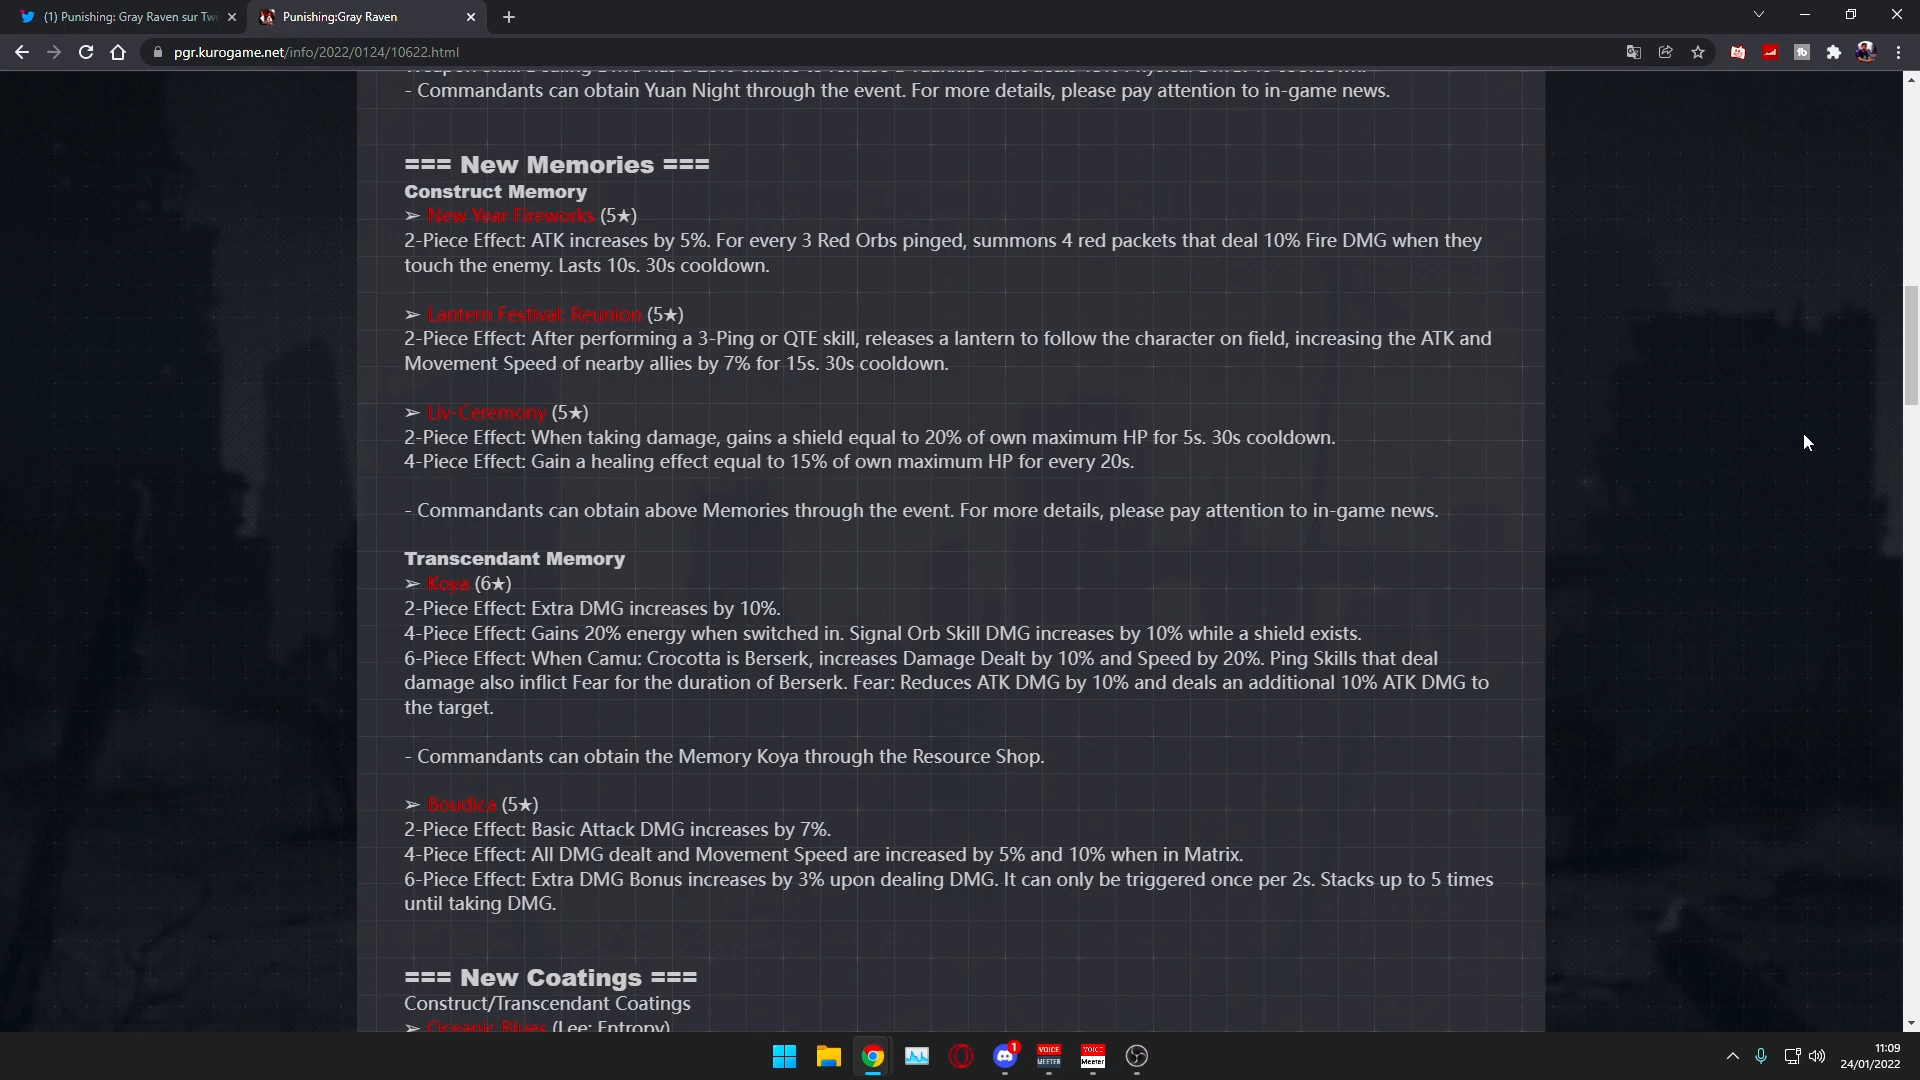 (1) Punishing: Gray Raven sur Twi
Punishing:Gray Raven
pgr.kurogame.net/info/2022/0124/10622.html
- Commandants can obtain Yuan Night through the event. For more details, please pay attention to in-game news.
=== New Memories ===
Construct Memory
➢ New Year Fireworks (5★)
2-Piece Effect: ATK increases by 5%. For every 3 Red Orbs pinged, summons 4 red packets that deal 10% Fire DMG when they
touch the enemy. Lasts 10s. 30s cooldown.
➢ Lantern Festival: Reunion (5★)
2-Piece Effect: After performing a 3-Ping or QTE skill, releases a lantern to follow the character on field, increasing the ATK and
Movement Speed of nearby allies by 7% for 15s. 30s cooldown.
➢ Liv-Ceremony (5★)
2-Piece Effect: When taking damage, gains a shield equal to 20% of own maximum HP for 5s. 30s cooldown.
4-Piece Effect: Gain a healing effect equal to 15% of own maximum HP for every 20s.
- Commandants can obtain above Memories through the event. For more details, please pay attention to in-game news.
Transcendant Memory
➢ Koya (6★)
2-Piece Effect: Extra DMG increases by 10%.
4-Piece Effect: Gains 20% energy when switched in. Signal Orb Skill DMG increases by 10% while a shield exists.
6-Piece Effect: When Camu: Crocotta is Berserk, increases Damage Dealt by 10% and Speed by 20%. Ping Skills that deal
damage also inflict Fear for the duration of Berserk. Fear: Reduces ATK DMG by 10% and deals an additional 10% ATK DMG to
the target.
- Commandants can obtain the Memory Koya through the Resource Shop.
➢ Boudica (5★)
2-Piece Effect: Basic Attack DMG increases by 7%.
4-Piece Effect: All DMG dealt and Movement Speed are increased by 5% and 10% when in Matrix.
6-Piece Effect: Extra DMG Bonus increases by 3% upon dealing DMG. It can only be triggered once per 2s. Stacks up to 5 times
until taking DMG.
=== New Coatings ===
Construct/Transcendant Coatings
➢ Oceanic Blues (Lee: Entropy)
1
VOICE MEETER
VOICE Meeter
11:09
24/01/2022